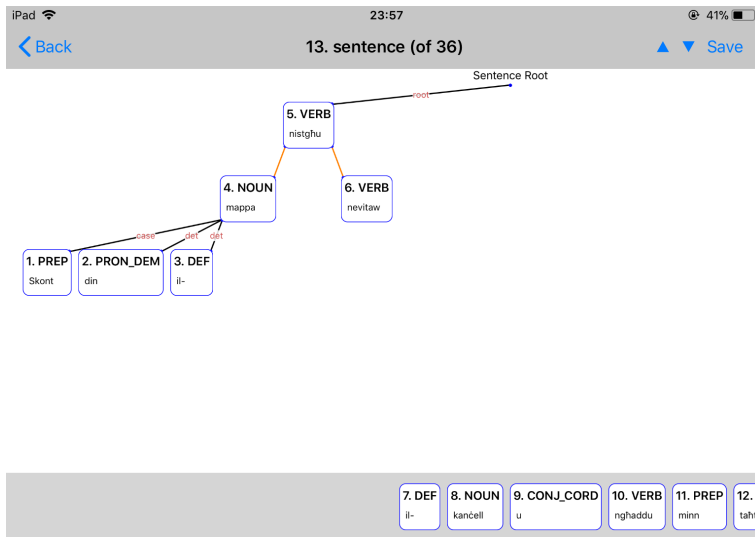 iPad 23:57 41%
Back 13. sentence (of 36) Save
Sentence Root
root
5. VERB
nistgħu
4. NOUN 6. VERB
mappa nevitaw
case det det
1. PREP 2. PRON_DEM 3. DEF
Skont din il-
7. DEF 8. NOUN 9. CONJ_CORD 10. VERB 11. PREP 12.
il- kanċell u ngħaddu minn taħt